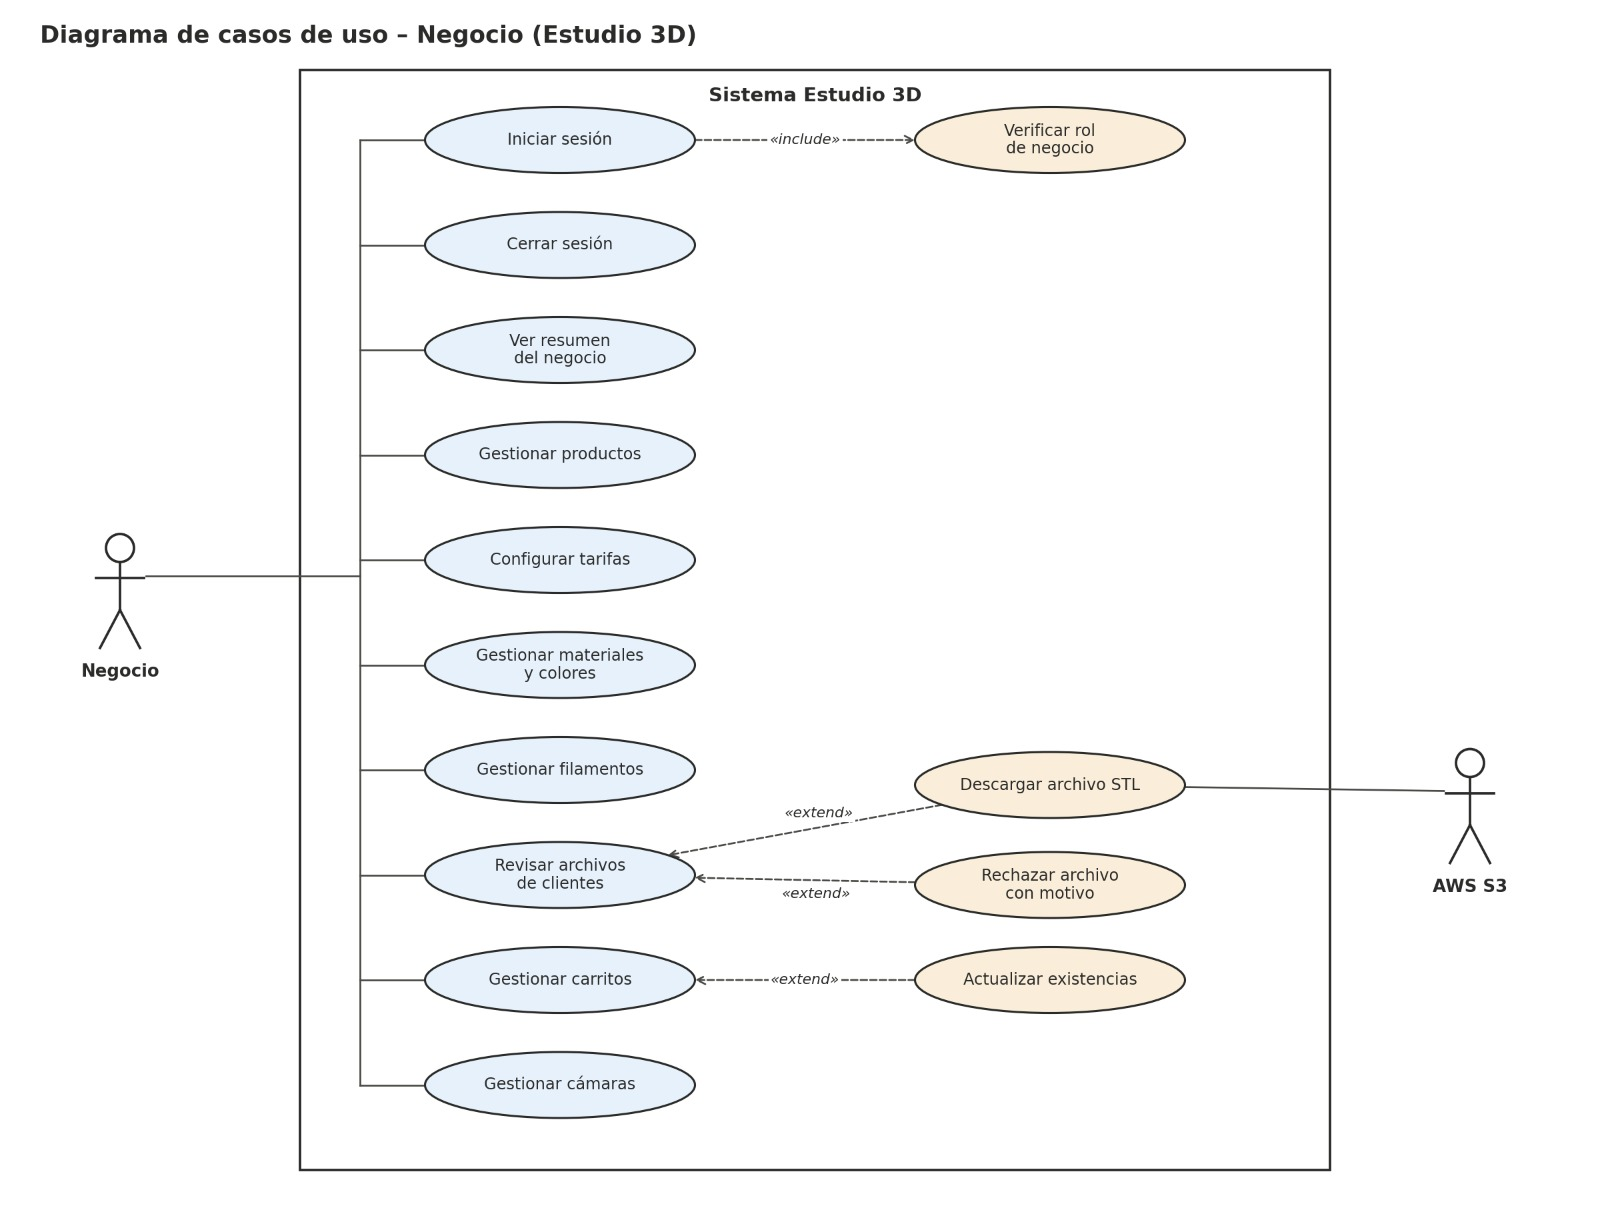 Diagrama de casos de uso – Negocio (Estudio 3D)
Sistema Estudio 3D
Iniciar sesión
«include»
Verificar rol
de negocio
Cerrar sesión
Ver resumen
del negocio
Gestionar productos
Configurar tarifas
Negocio
Gestionar materiales
y colores
Gestionar filamentos
Descargar archivo STL
«extend»
Revisar archivos
de clientes
«extend»
Rechazar archivo
con motivo
AWS S3
Gestionar carritos
«extend»
Actualizar existencias
Gestionar cámaras